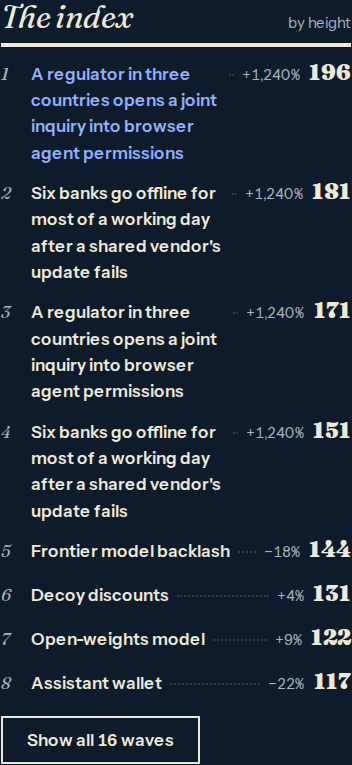 The index by height
1 A regulator in three +1,240% 196
countries opens a joint
inquiry into browser
agent permissions
2 Six banks go offline for +1,240% 181
most of a working day
after a shared vendor's
update fails
3 A regulator in three +1,240% 171
countries opens a joint
inquiry into browser
agent permissions
4 Six banks go offline for +1,240% 151
most of a working day
after a shared vendor's
update fails
5 Frontier model backlash −18% 144
6 Decoy discounts +4% 131
7 Open-weights model +9% 122
8 Assistant wallet −22% 117
Show all 16 waves